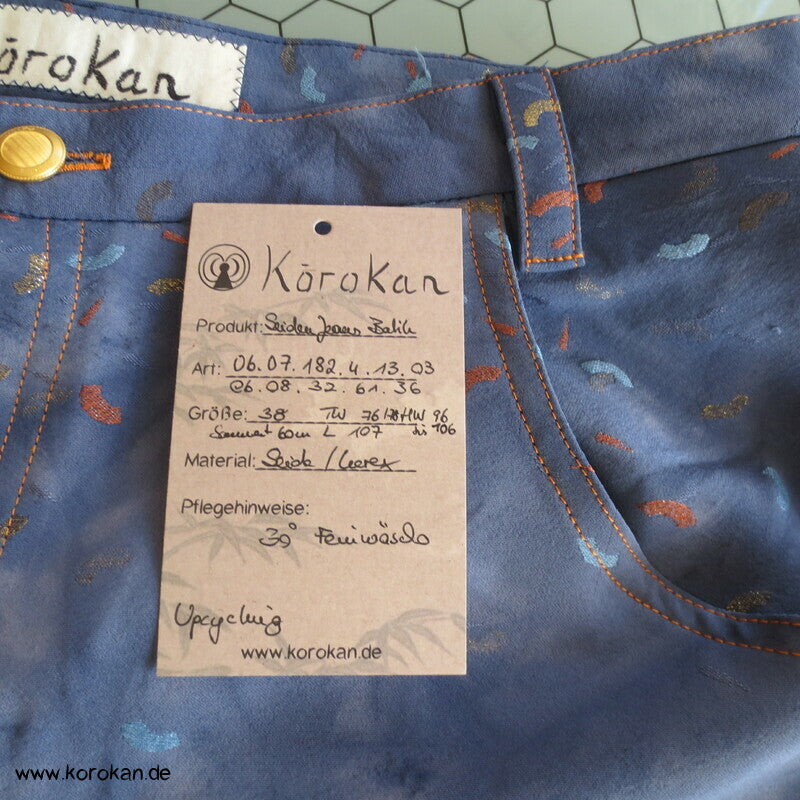 örokan
Körokan
Produkt: Seiden Jeans Batik
Art: 06.07.182.4.13.03
06.08.32.61.36
Größe: 38 TW 76 HW 96
60cm L 107 bis 106
Material: Seide / Lurex
Pflegehinweise:
30° Feinwäsche
Upcycling
www.korokan.de
www.korokan.de